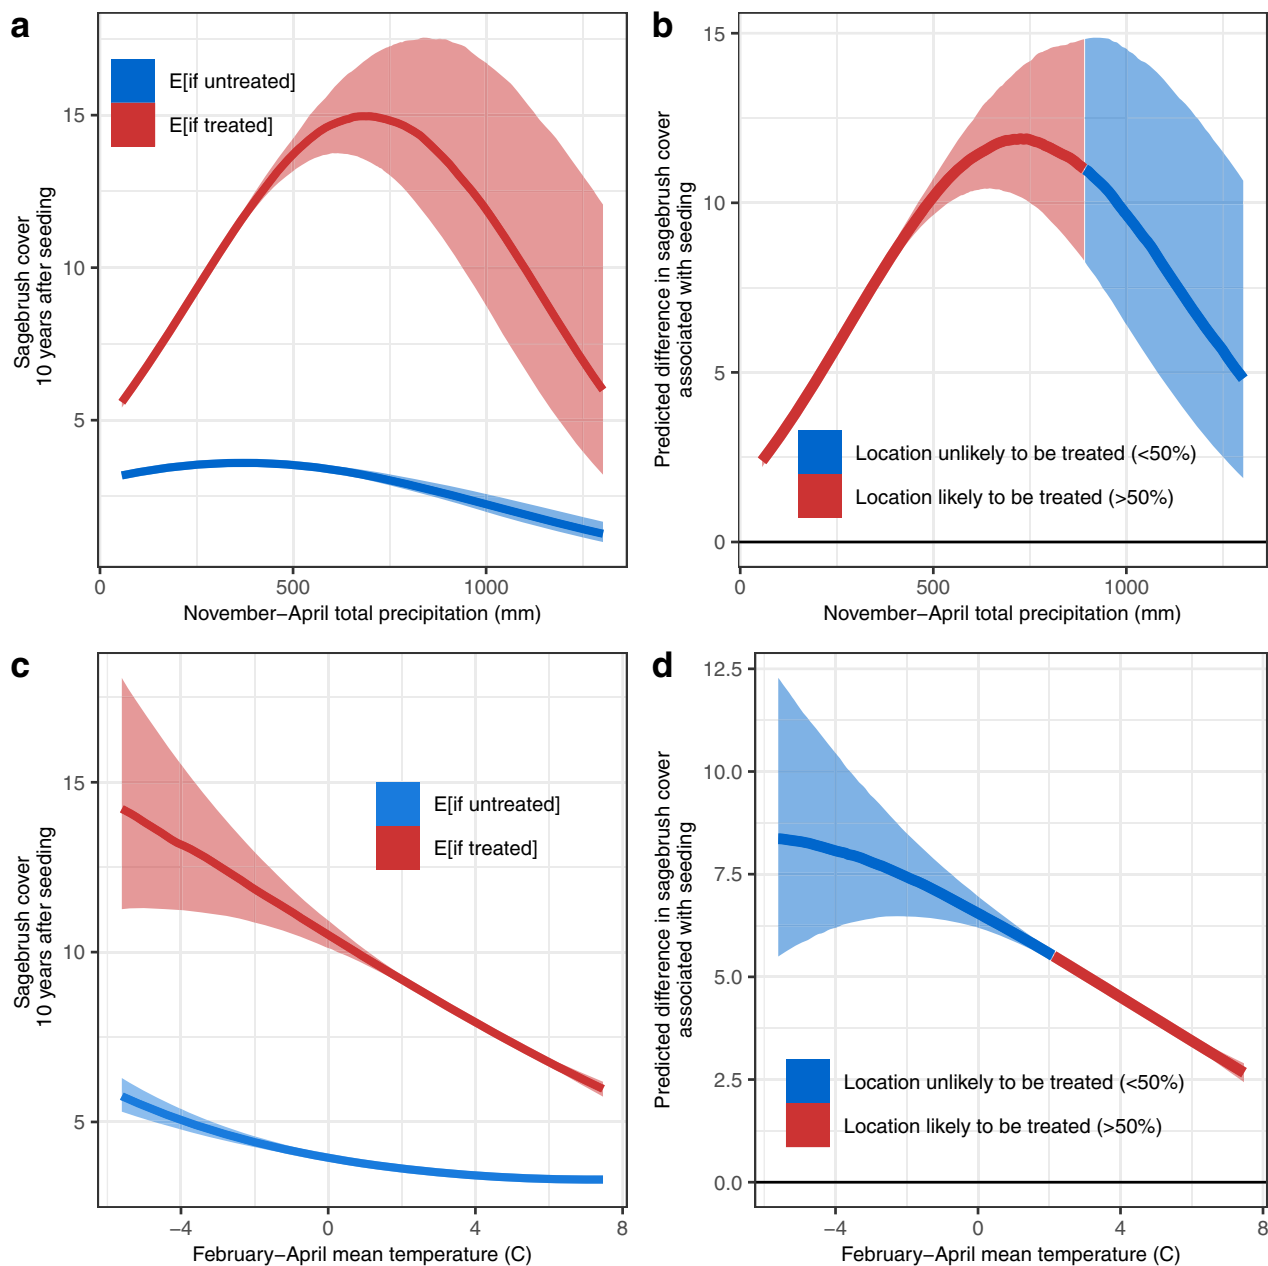 a
E[if untreated]
E[if treated]
15
10
5
Sagebrush cover
10 years after seeding
0
500
1000
November−April total precipitation (mm)
b
15
10
5
0
Predicted difference in sagebrush cover
associated with seeding
Location unlikely to be treated (<50%)
Location likely to be treated (>50%)
0
500
1000
November−April total precipitation (mm)
c
15
10
5
Sagebrush cover
10 years after seeding
E[if untreated]
E[if treated]
−4
0
4
8
February−April mean temperature (C)
d
12.5
10.0
7.5
5.0
2.5
0.0
Predicted difference in sagebrush cover
associated with seeding
Location unlikely to be treated (<50%)
Location likely to be treated (>50%)
−4
0
4
8
February−April mean temperature (C)